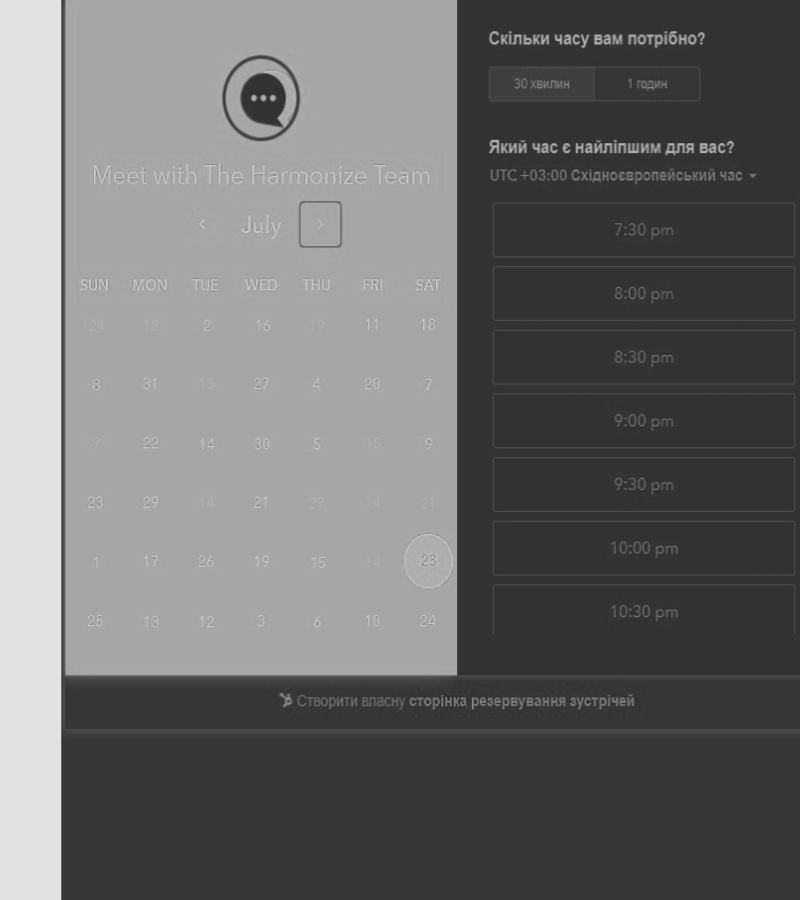 Meet with The Harmonize Team
July
SUN MON TUE WED THU FRI SAT
24 18 2 16 19 11 18
8 31 13 27 4 20 7
9 22 14 30 5 15 9
23 29 14 21 27 14 21
1 17 26 19 15 14 23
25 13 12 3 6 10 24
Скільки часу вам потрібно?
30 хвилин 1 годин
Який час є найліпшим для вас?
UTC +03:00 Східноєвропейський час
7:30 pm
8:00 pm
8:30 pm
9:00 pm
9:30 pm
10:00 pm
10:30 pm
Створити власну сторінка резервування зустрічей